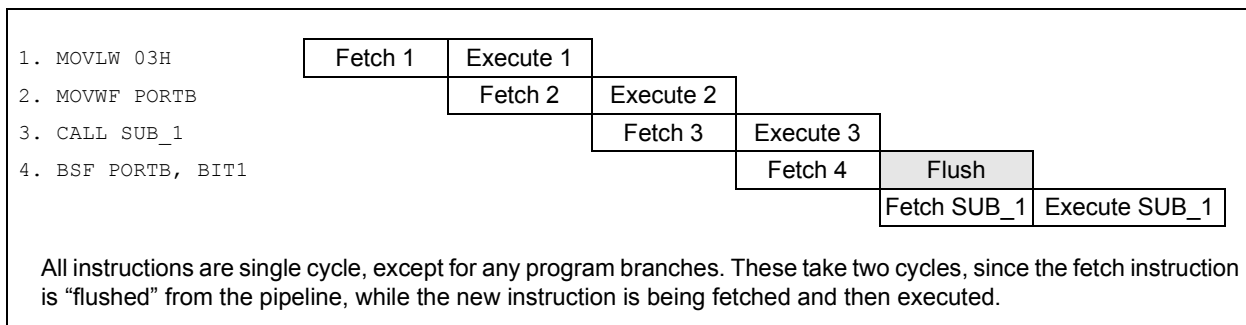 1. MOVLW 03H Fetch 1 Execute 1
2. MOVWF PORTB Fetch 2 Execute 2
3. CALL SUB_1 Fetch 3 Execute 3
4. BSF PORTB, BIT1 Fetch 4 Flush
Fetch SUB_1 Execute SUB_1
All instructions are single cycle, except for any program branches. These take two cycles, since the fetch instruction
is “flushed” from the pipeline, while the new instruction is being fetched and then executed.